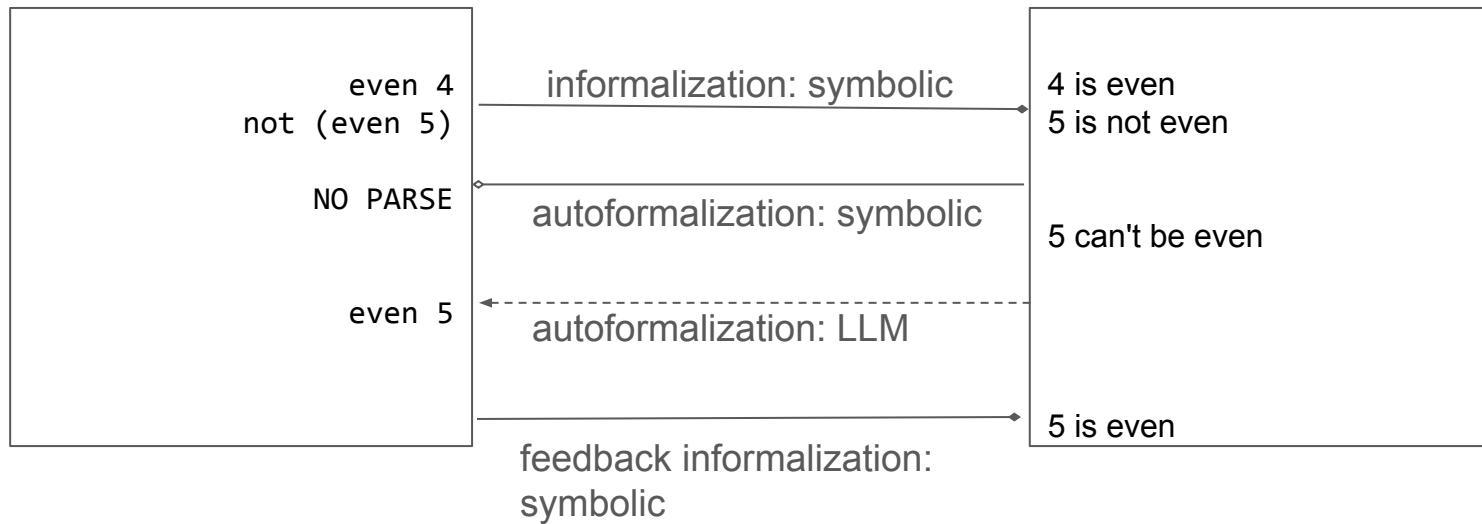 even 4
informalization: symbolic
4 is even
not (even 5)
5 is not even
NO PARSE
autoformalization: symbolic
5 can't be even
even 5
autoformalization: LLM
5 is even
feedback informalization:
symbolic